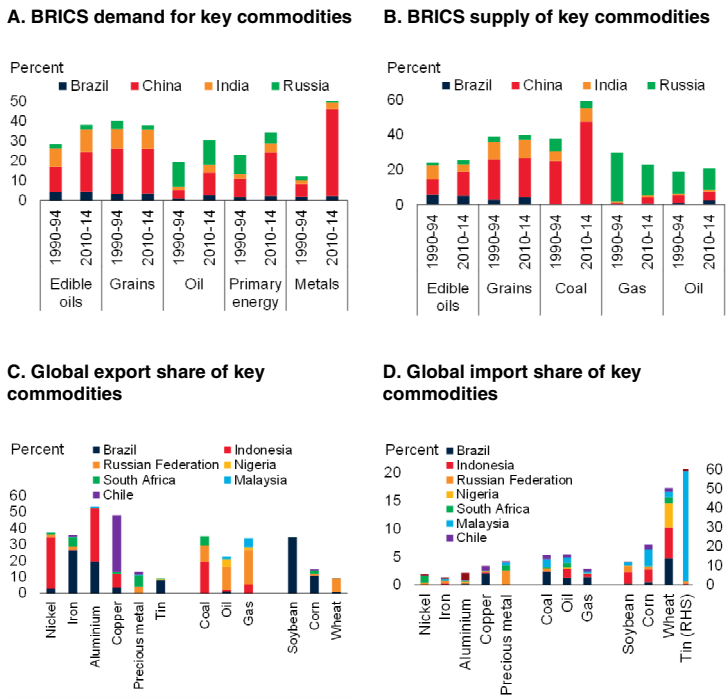 A. BRICS demand for key commodities
Percent
Brazil China India Russia
50
40
30
20
10
0
1990-94 2010-14 1990-94 2010-14 1990-94 2010-14 1990-94 2010-14 1990-94 2010-14
Edible oils Grains Oil Primary energy Metals
B. BRICS supply of key commodities
Percent
Brazil China India Russia
60
40
20
0
1990-94 2010-14 1990-94 2010-14 1990-94 2010-14 1990-94 2010-14 1990-94 2010-14
Edible oils Grains Coal Gas Oil
C. Global export share of key
commodities
Percent
Brazil Indonesia
Russian Federation Nigeria
South Africa Malaysia
Chile
60
50
40
30
20
10
0
Nickel Iron Aluminium Copper Precious metal Tin Coal Oil Gas Soybean Corn Wheat
D. Global import share of key
commodities
Percent
Brazil
Indonesia
Russian Federation
Nigeria
South Africa
Malaysia
Chile
20
15
10
5
0
60
50
40
30
20
10
0
Nickel Iron Aluminium Copper Precious metal Coal Oil Gas Soybean Corn Wheat Tin (RHS)